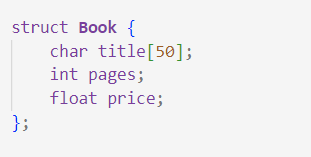 struct Book {
    char title[50];
    int pages;
    float price;
};